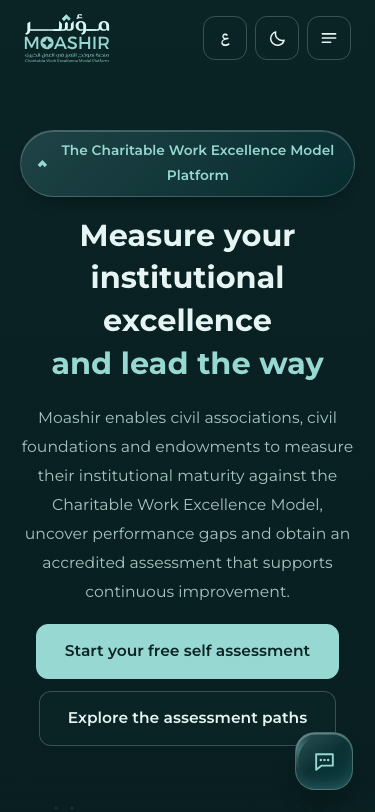 مؤشر
MOASHIR
Charitable Work Excellence Model Platform
ع
The Charitable Work Excellence Model
Platform
Measure your
institutional
excellence
and lead the way
Moashir enables civil associations, civil
foundations and endowments to measure
their institutional maturity against the
Charitable Work Excellence Model,
uncover performance gaps and obtain an
accredited assessment that supports
continuous improvement.
Start your free self assessment
Explore the assessment paths